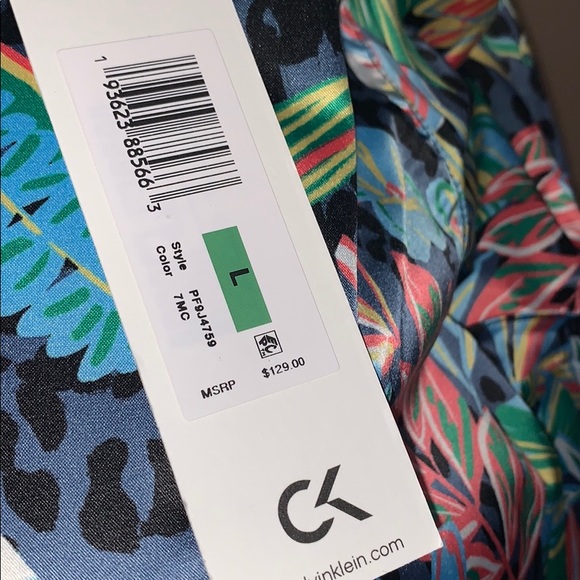 1 93623 88566 3
L
Style PF9J4759
Color 7MC
MSRP $129.00
CK
lvinklein.com